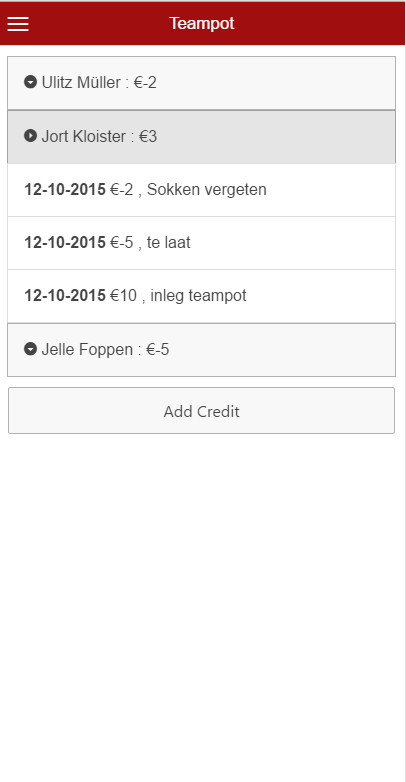 Teampot
Ulitz Müller : €-2
Jort Kloister : €3
12-10-2015 €-2 , Sokken vergeten
12-10-2015 €-5 , te laat
12-10-2015 €10 , inleg teampot
Jelle Foppen : €-5
Add Credit